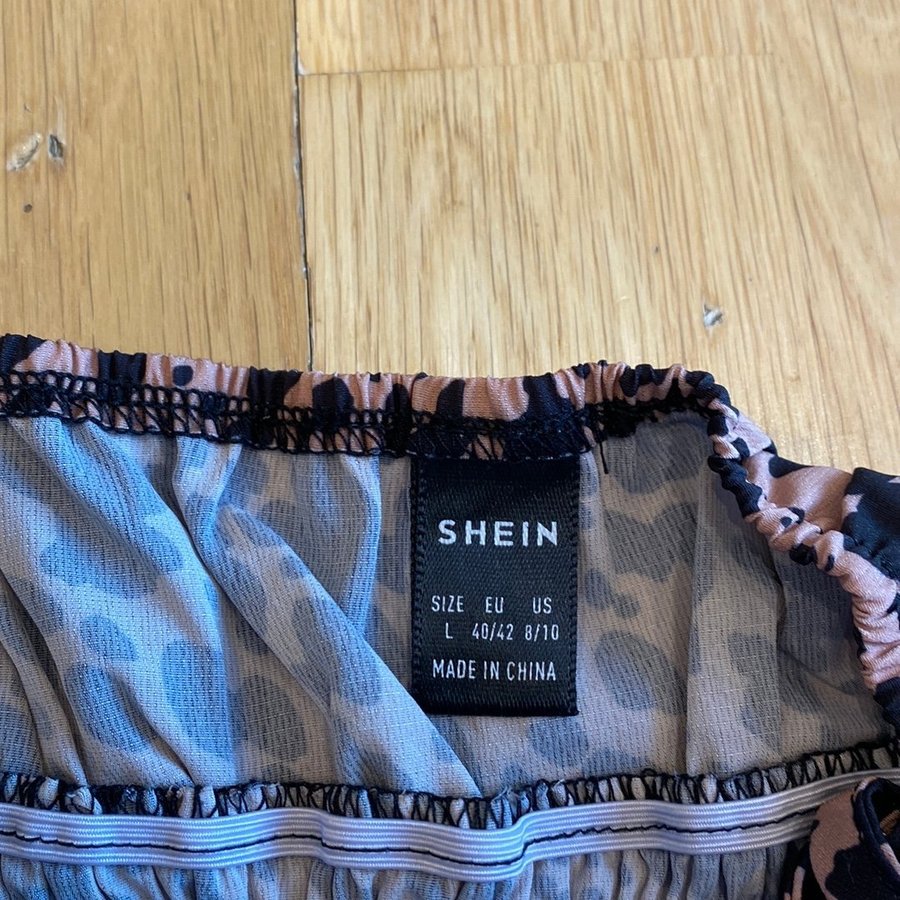 SHEIN
SIZE EU US
L 40/42 8/10
MADE IN CHINA